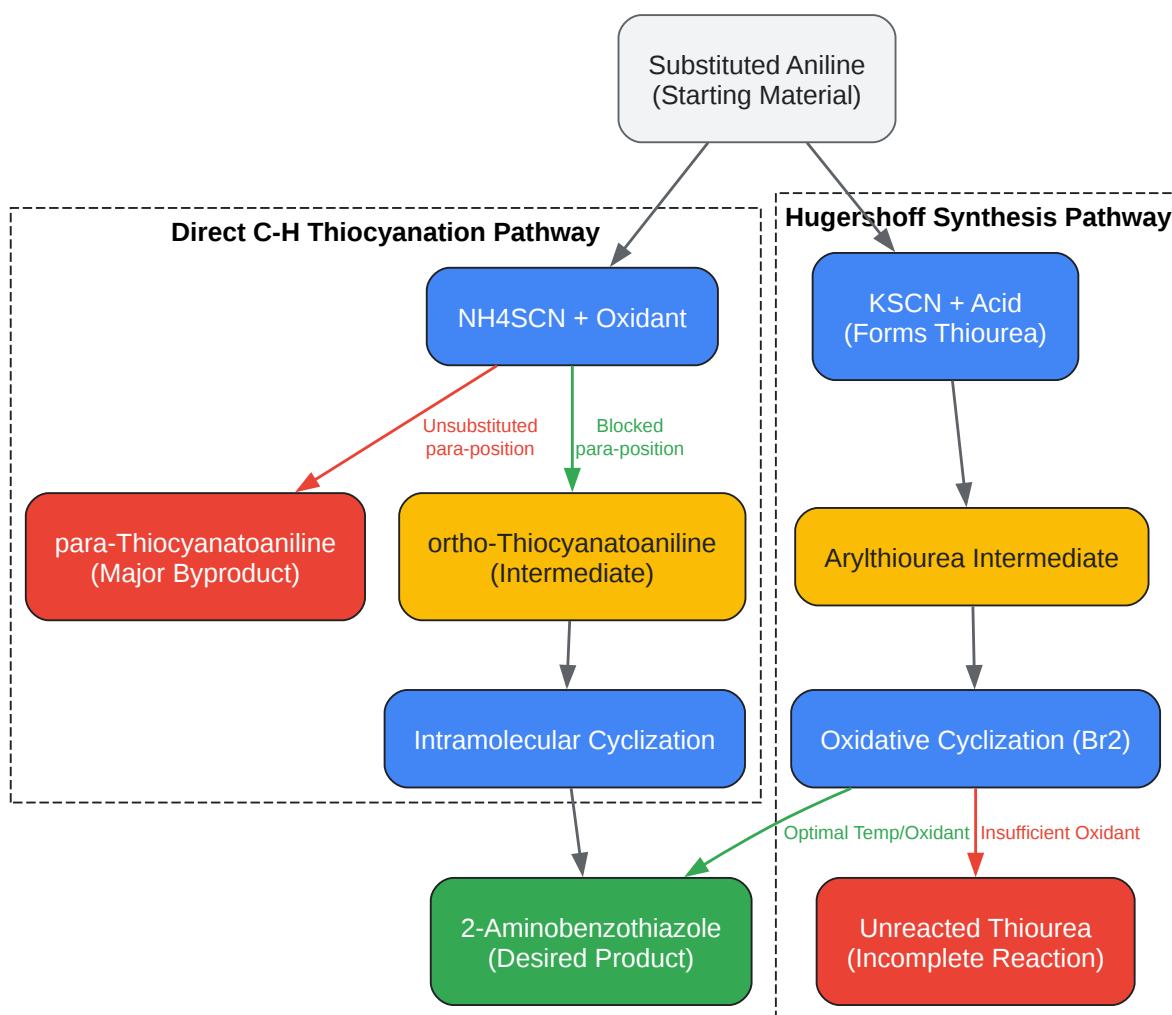 Substituted Aniline
(Starting Material)
Direct C-H Thiocyanation Pathway
Hugershoff Synthesis Pathway
NH4SCN + Oxidant
KSCN + Acid
(Forms Thiourea)
Unsubstituted
para-position
Blocked
para-position
para-Thiocyanatoaniline
(Major Byproduct)
ortho-Thiocyanatoaniline
(Intermediate)
Arylthiourea Intermediate
Intramolecular Cyclization
Oxidative Cyclization (Br2)
Optimal Temp/Oxidant
Insufficient Oxidant
2-Aminobenzothiazole
(Desired Product)
Unreacted Thiourea
(Incomplete Reaction)